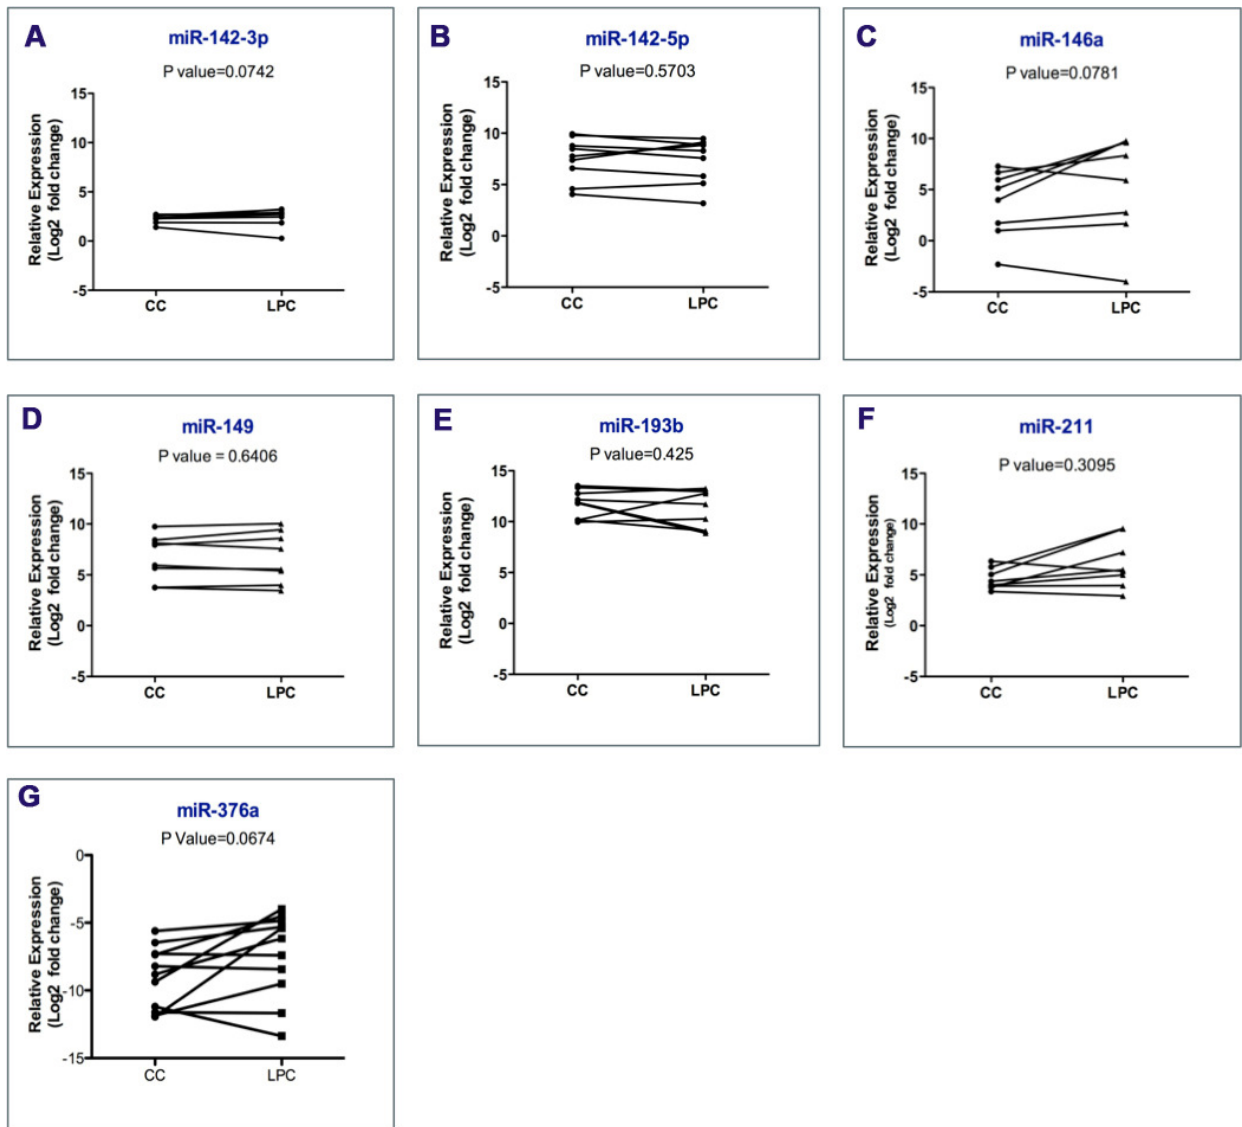 A
miR-142-3p
P value=0.0742
Relative Expression
(Log2 fold change)
15
10
5
0
-5
CC
LPC
B
miR-142-5p
P value=0.5703
Relative Expression
(Log2 fold change)
15
10
5
0
-5
CC
LPC
C
miR-146a
P value=0.0781
Relative Expression
(Log2 fold change)
15
10
5
0
-5
CC
LPC
D
miR-149
P value = 0.6406
Relative Expression
(Log2 fold change)
15
10
5
0
-5
CC
LPC
E
miR-193b
P value=0.425
Relative Expression
(Log2 fold change)
15
10
5
0
-5
CC
LPC
F
miR-211
P value=0.3095
Relative Expression
(Log2 fold change)
15
10
5
0
-5
CC
LPC
G
miR-376a
P Value=0.0674
Relative Expression
(Log2 fold change)
0
-5
-10
-15
CC
LPC